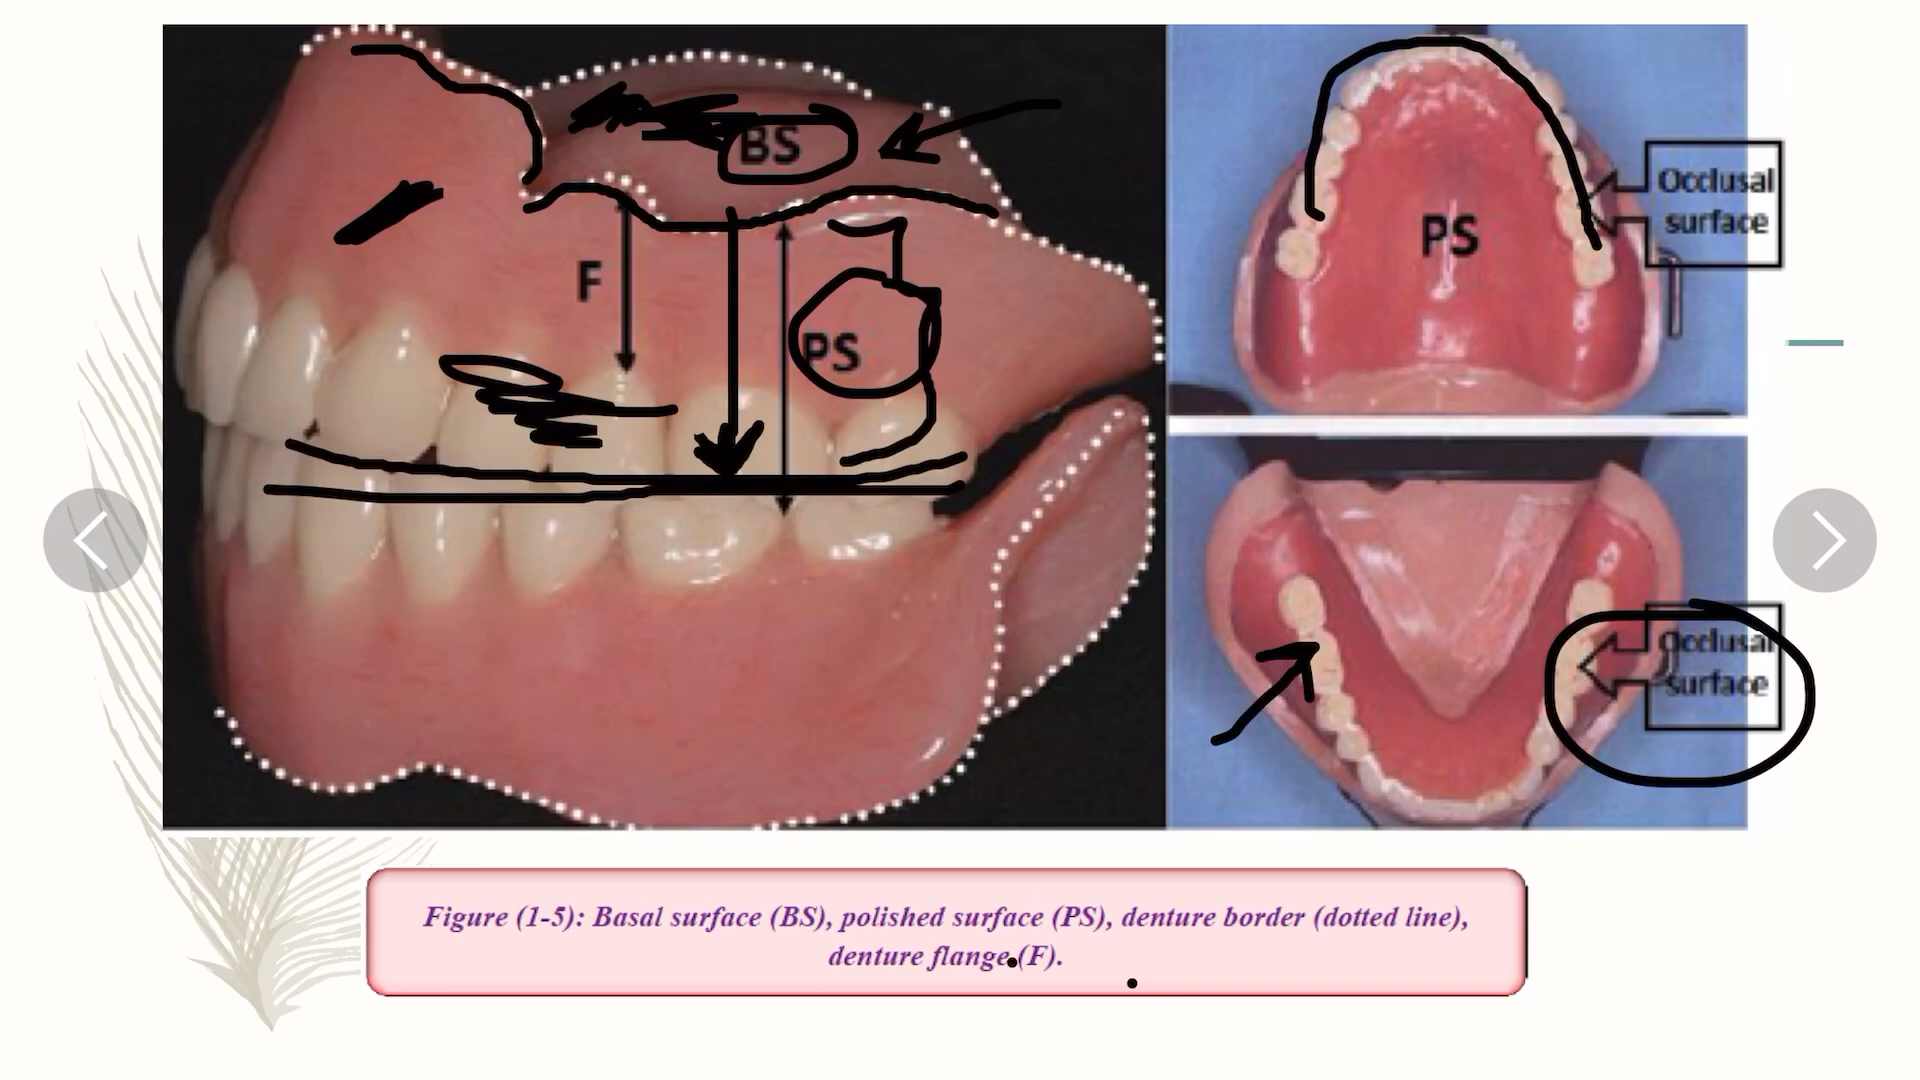 BS
F
PS
PS
Occlusal
surface
Occlusal
surface
Figure (1-5): Basal surface (BS), polished surface (PS), denture border (dotted line),
denture flange (F).